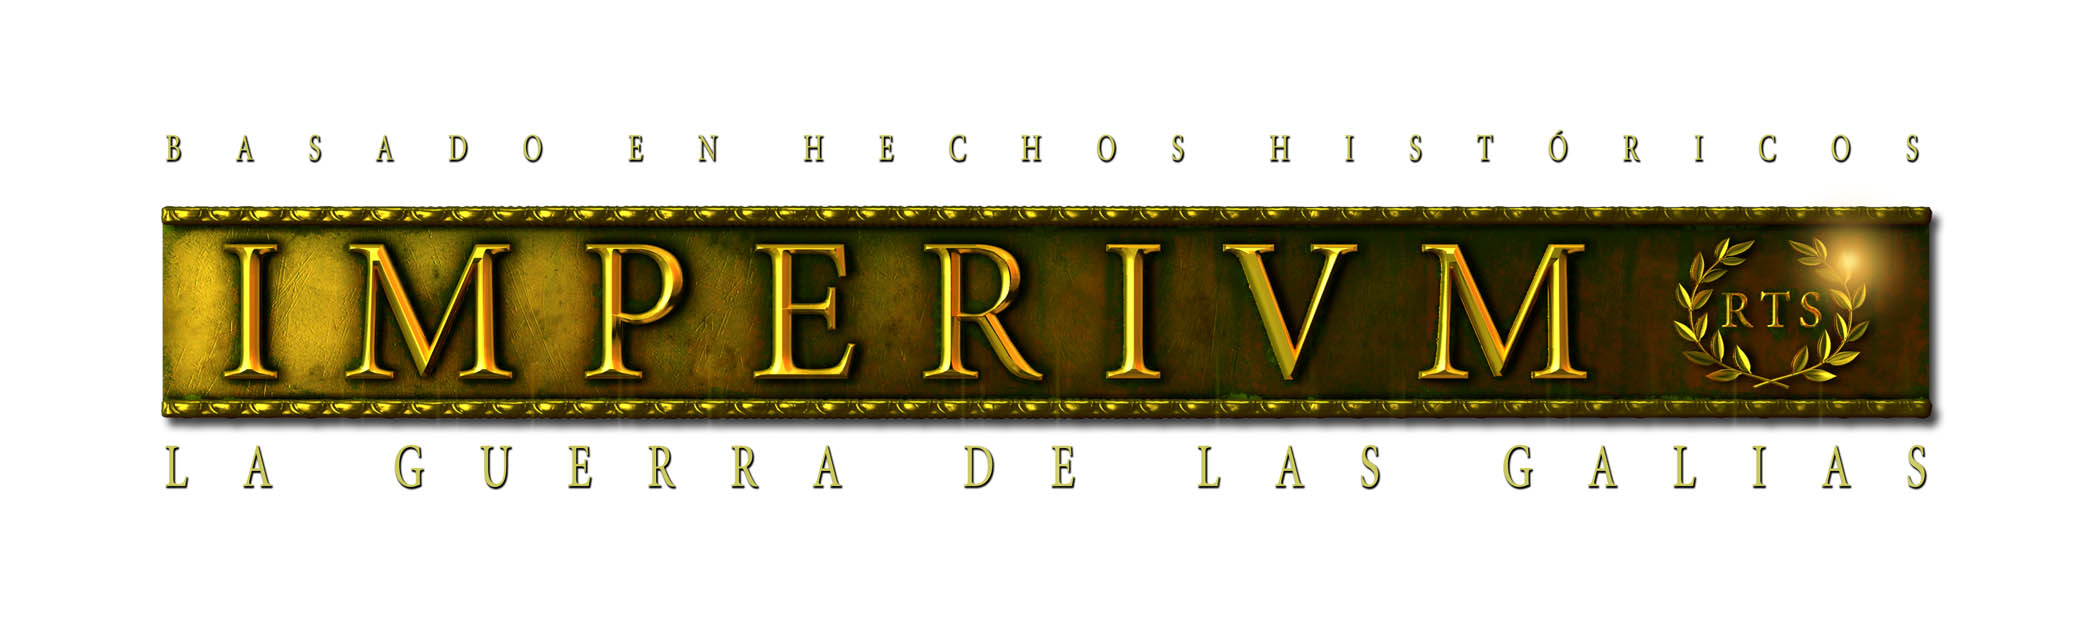 BASADO EN HECHOS HISTÓRICOS
IMPERIVM RTS
LA GUERRA DE LAS GALIAS